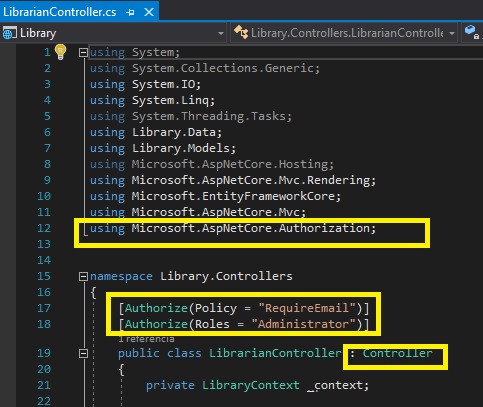 LibrarianController.cs
Library
Library.Controllers.LibrarianControlle
1 using System;
2 using System.Collections.Generic;
3 using System.IO;
4 using System.Linq;
5 using System.Threading.Tasks;
6 using Library.Data;
7 using Library.Models;
8 using Microsoft.AspNetCore.Hosting;
9 using Microsoft.AspNetCore.Mvc.Rendering;
10 using Microsoft.EntityFrameworkCore;
11 using Microsoft.AspNetCore.Mvc;
12 using Microsoft.AspNetCore.Authorization;
13
14
15 namespace Library.Controllers
16 {
17 [Authorize(Policy = "RequireEmail")]
18 [Authorize(Roles = "Administrator")]
1 referencia
19 public class LibrarianController : Controller
20 {
21 private LibraryContext _context;